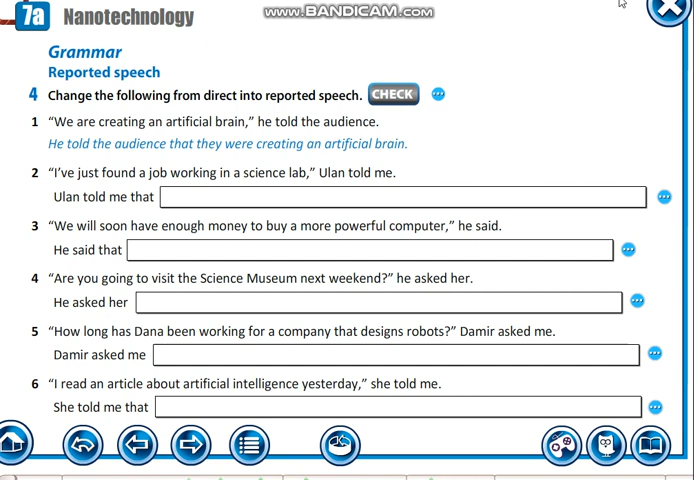 www.BANDICAM.com
7a Nanotechnology
Grammar
Reported speech
4 Change the following from direct into reported speech. CHECK
1 “We are creating an artificial brain,” he told the audience.
He told the audience that they were creating an artificial brain.
2 “I’ve just found a job working in a science lab,” Ulan told me.
Ulan told me that
3 “We will soon have enough money to buy a more powerful computer,” he said.
He said that
4 “Are you going to visit the Science Museum next weekend?” he asked her.
He asked her
5 “How long has Dana been working for a company that designs robots?” Damir asked me.
Damir asked me
6 “I read an article about artificial intelligence yesterday,” she told me.
She told me that